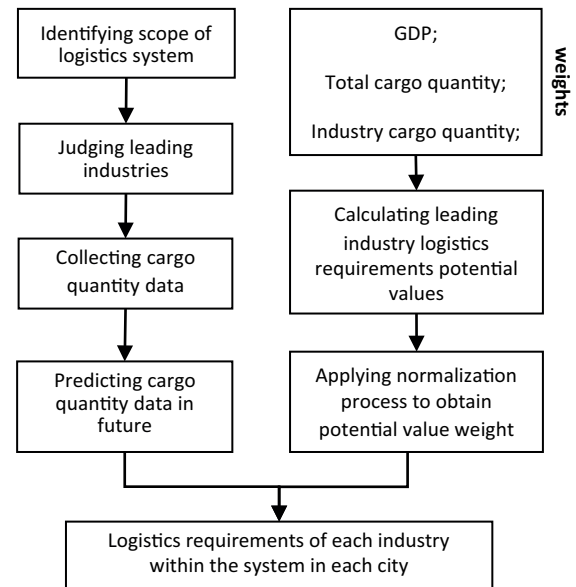 Identifying scope of
logistics system
Judging leading
industries
Collecting cargo
quantity data
Predicting cargo
quantity data in
future
GDP;
Total cargo quantity;
Industry cargo quantity;
weights
Calculating leading
industry logistics
requirements potential
values
Applying normalization
process to obtain
potential value weight
Logistics requirements of each industry
within the system in each city